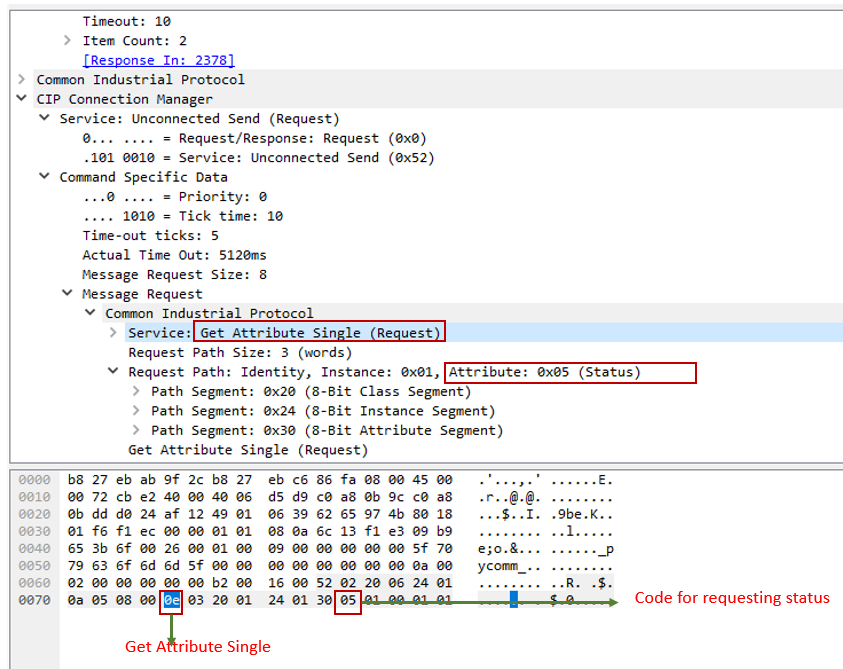 Timeout: 10
Item Count: 2
[Response In: 2378]
Common Industrial Protocol
CIP Connection Manager
Service: Unconnected Send (Request)
0... .... = Request/Response: Request (0x0)
.101 0010 = Service: Unconnected Send (0x52)
Command Specific Data
...0 .... = Priority: 0
.... 1010 = Tick time: 10
Time-out ticks: 5
Actual Time Out: 5120ms
Message Request Size: 8
Message Request
Common Industrial Protocol
Service: Get Attribute Single (Request)
Request Path Size: 3 (words)
Request Path: Identity, Instance: 0x01, Attribute: 0x05 (Status)
Path Segment: 0x20 (8-Bit Class Segment)
Path Segment: 0x24 (8-Bit Instance Segment)
Path Segment: 0x30 (8-Bit Attribute Segment)
Get Attribute Single (Request)
0000 b8 27 eb ab 9f 2c b8 27 eb c6 86 fa 08 00 45 00 .'...,.' ......E.
0010 00 72 cb e2 40 00 40 06 d5 d9 c0 a8 0b 9c c0 a8 .r..@.@. ........
0020 0b dd d0 24 af 12 49 01 06 39 62 65 97 4b 80 18 ...$..I. .9be.K..
0030 01 f6 f1 ec 00 00 01 01 08 0a 6c 13 f1 e3 09 b9 ........ ..l.....
0040 65 3b 6f 00 26 00 01 00 09 00 00 00 00 00 5f 70 e;o.&... ......_p
0050 79 63 6f 6d 6d 5f 00 00 00 00 00 00 00 00 0a 00 ycomm_.. ........
0060 02 00 00 00 00 00 b2 00 16 00 52 02 20 06 24 01 ........ ..R. .$.
0070 0a 05 08 00 0e 03 20 01 24 01 30 05 01 00 01 01 ...... . $.0.....
Code for requesting status
Get Attribute Single